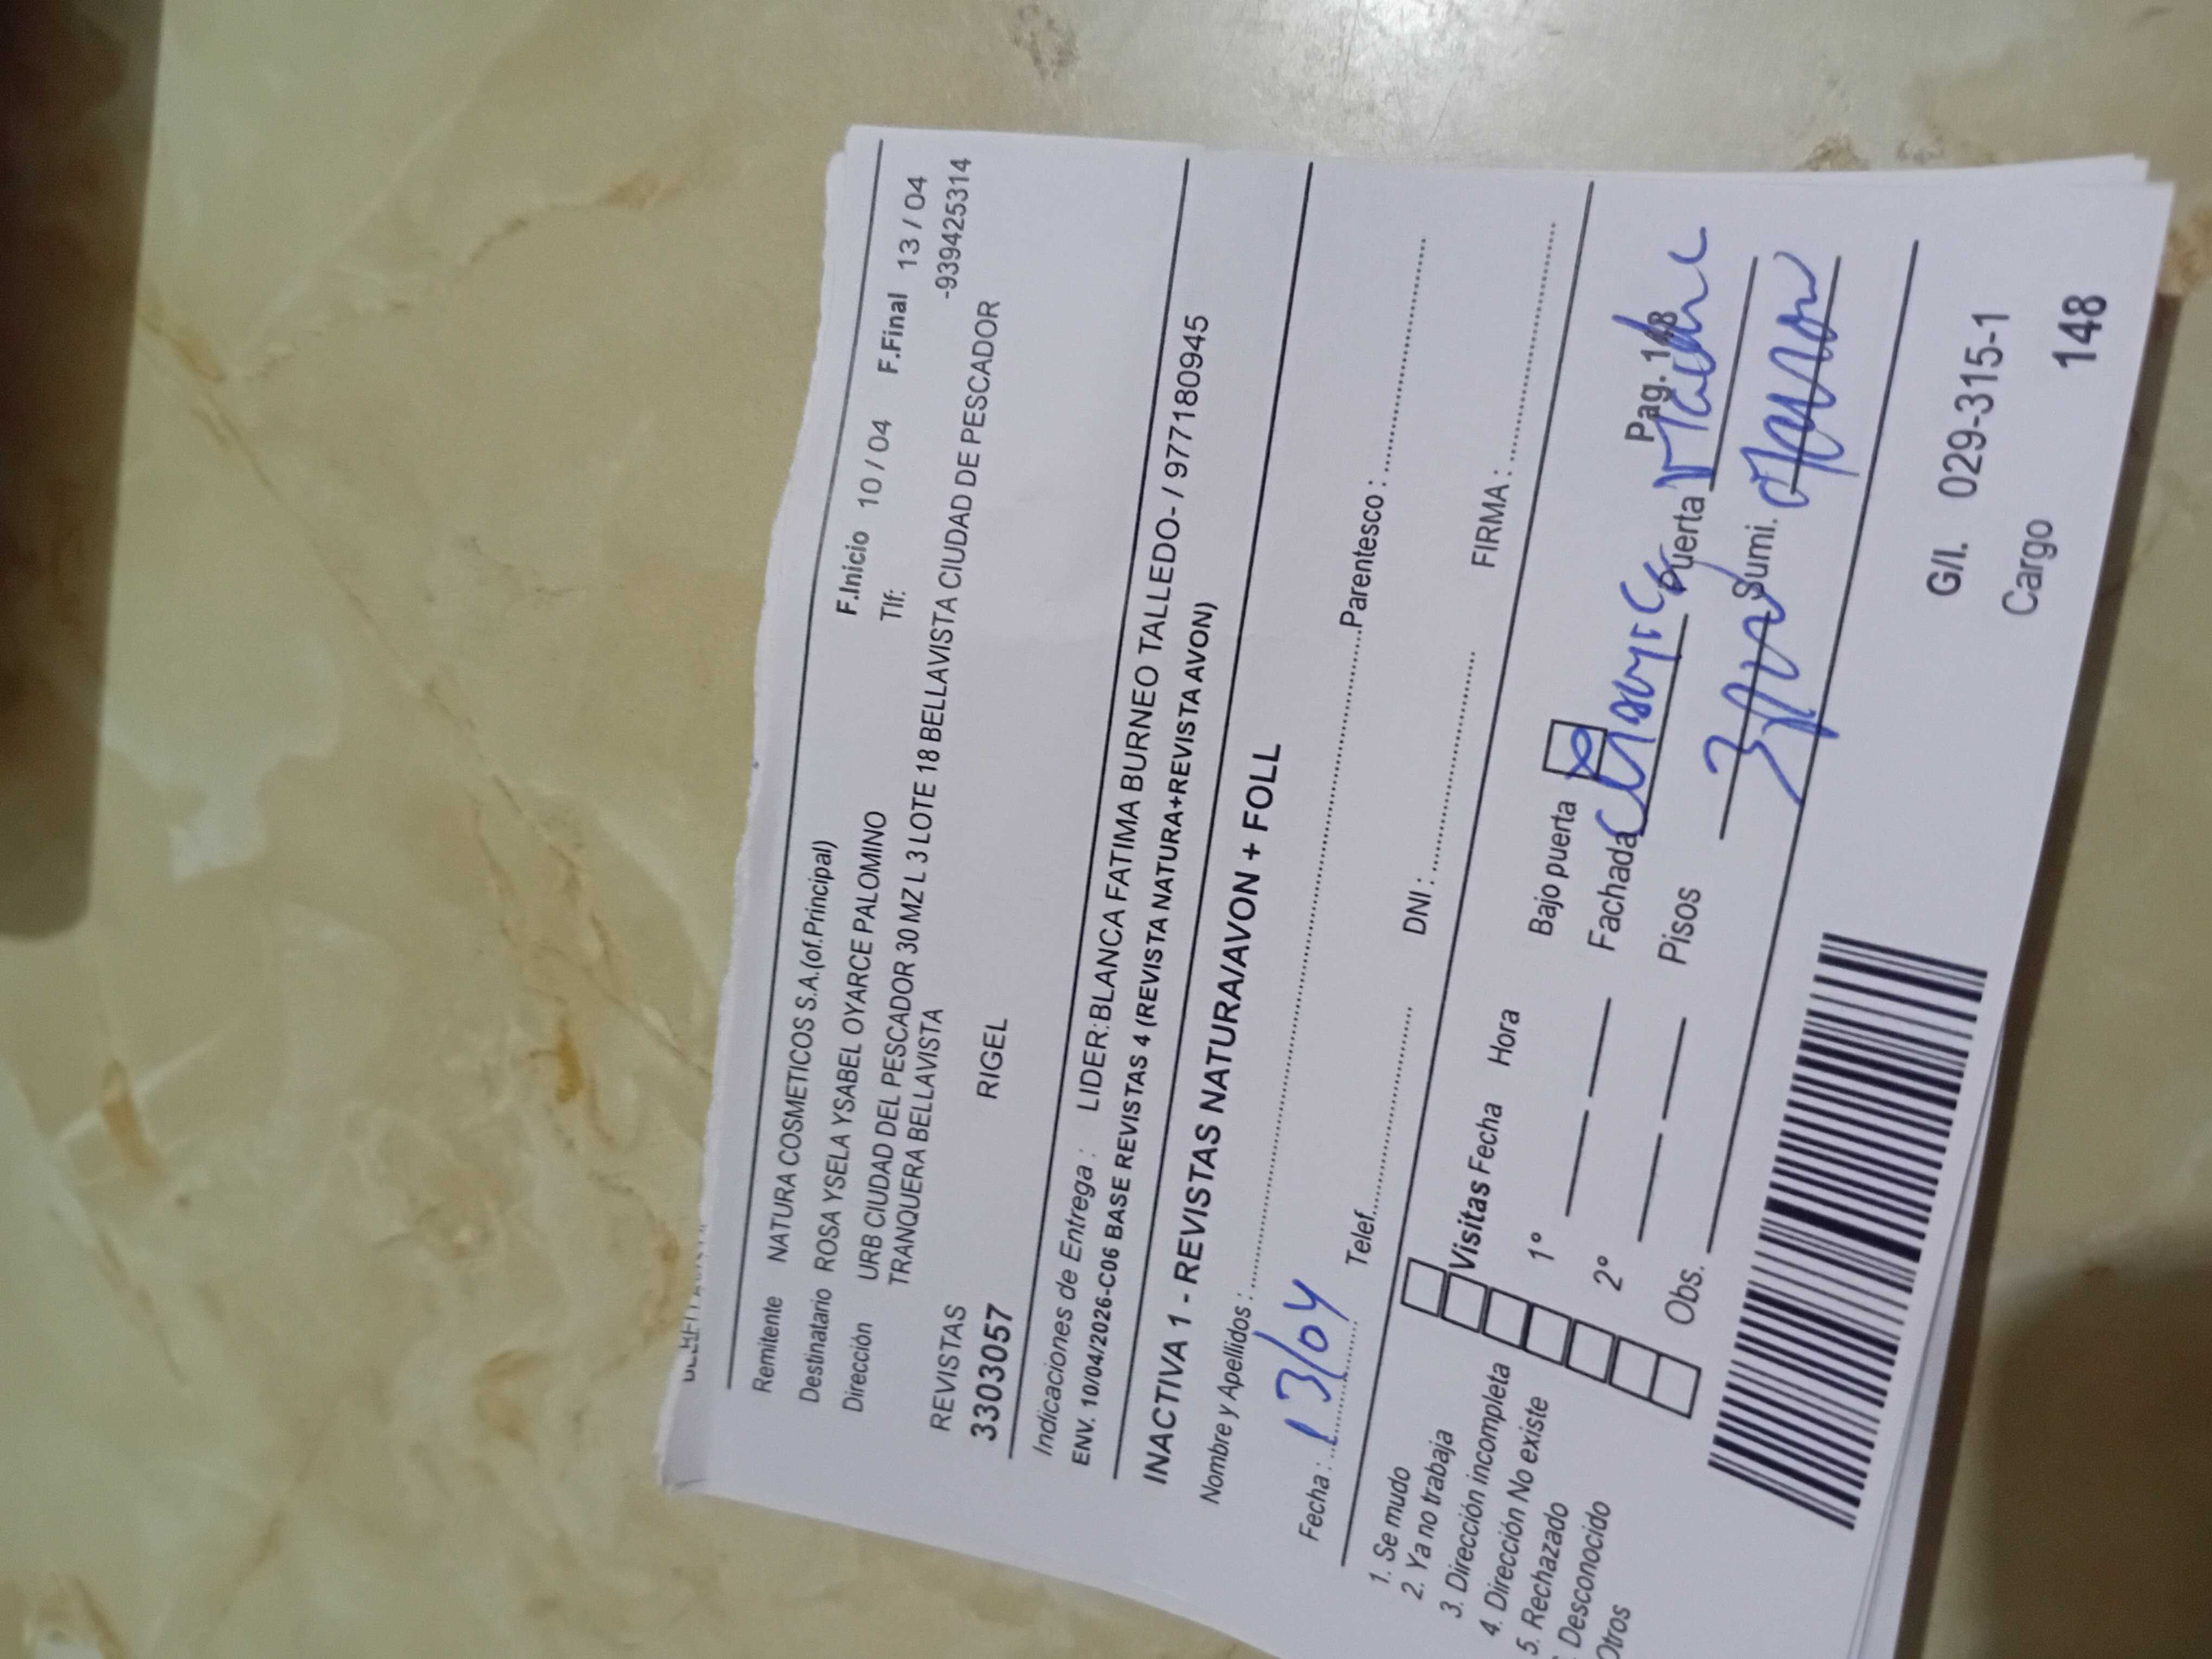 Remitente NATURA COSMETICOS S.A.(of.Principal)
Destinatario ROSA YSELA YSABEL OYARCE PALOMINO
F.Inicio 10 / 04 F.Final 13 / 04
Dirección URB CIUDAD DEL PESCADOR 30 MZ L 3 LOTE 18 BELLAVISTA CIUDAD DE PESCADOR
TRANQUERA BELLAVISTA
Tlf: -939425314
REVISTAS
3303057 RIGEL
Indicaciones de Entrega : LIDER:BLANCA FATIMA BURNEO TALLEDO- / 977180945
ENV. 10/04/2026-C06 BASE REVISTAS 4 (REVISTA NATURA+REVISTA AVON)
INACTIVA 1 - REVISTAS NATURA/AVON + FOLL
Nombre y Apellidos : Parentesco :
Fecha : 13/04 Telef. DNI : FIRMA :
1. Se mudo
2. Ya no trabaja
3. Dirección incompleta
4. Dirección No existe
5. Rechazado
Desconocido
Otros
Visitas Fecha Hora
1°
2°
Obs.
Bajo puerta Pag. 148
Fachada Puerta
Pisos 3 Sumi.
G/I. 029-315-1
Cargo 148